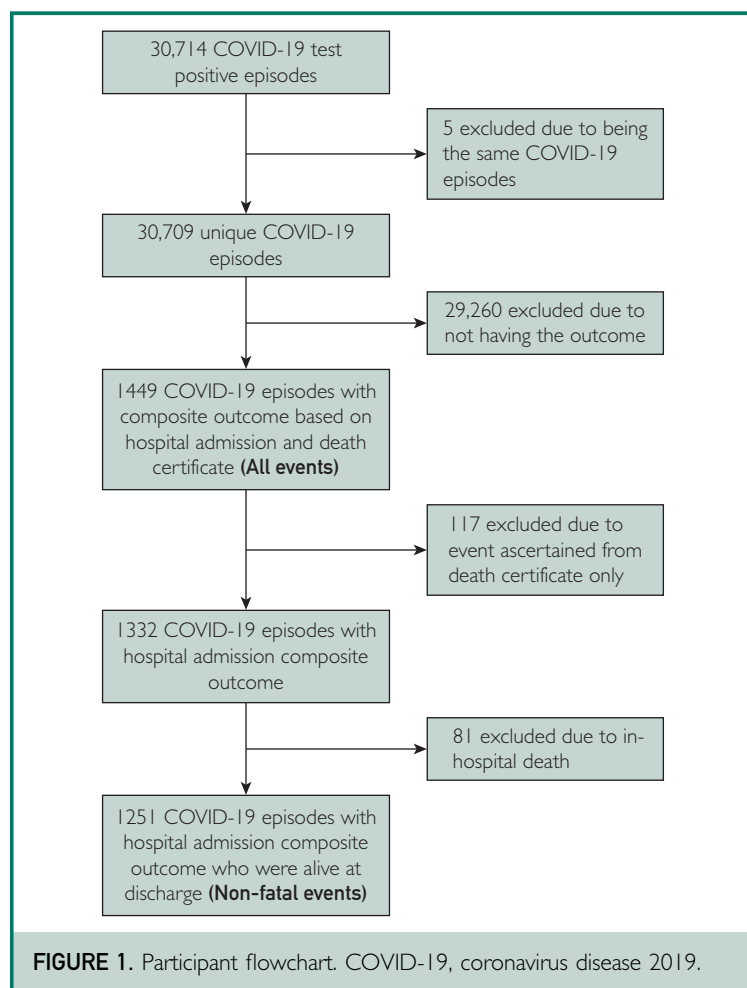 30,714 COVID-19 test
positive episodes
5 excluded due to being
the same COVID-19
episodes
30,709 unique COVID-19
episodes
29,260 excluded due to
not having the outcome
1449 COVID-19 episodes with
composite outcome based on
hospital admission and death
certificate (All events)
117 excluded due to
event ascertained from
death certificate only
1332 COVID-19 episodes with
hospital admission composite
outcome
81 excluded due to in-
hospital death
1251 COVID-19 episodes with
hospital admission composite
outcome who were alive at
discharge (Non-fatal events)
FIGURE 1. Participant flowchart. COVID-19, coronavirus disease 2019.